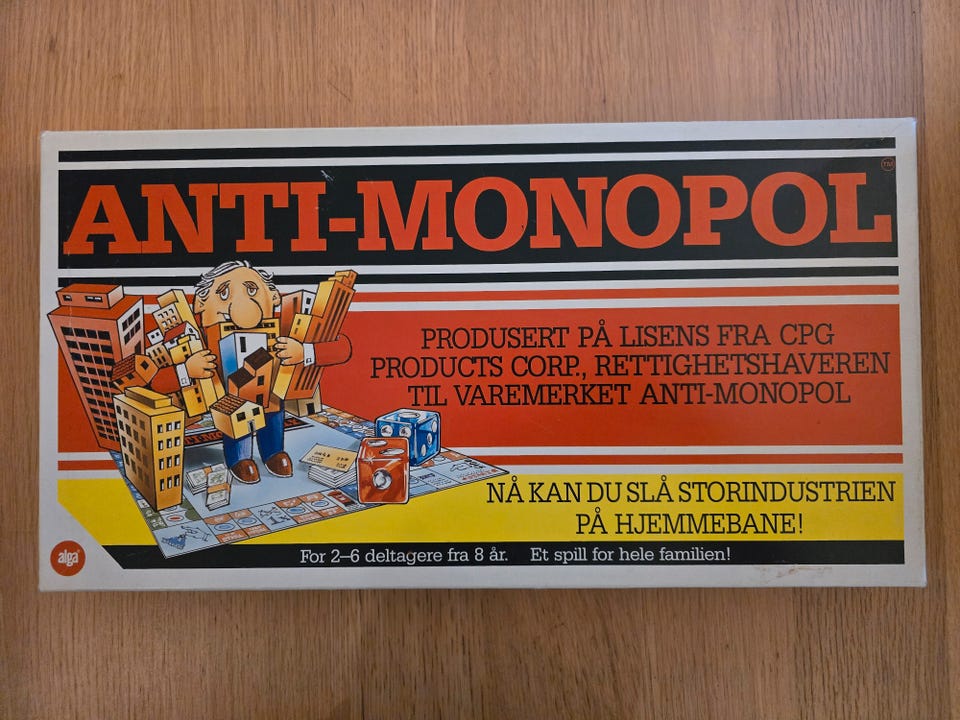 ANTI-MONOPOL
TM
PRODUSERT PÅ LISENS FRA CPG
PRODUCTS CORP., RETTIGHETSHAVEREN
TIL VAREMERKET ANTI-MONOPOL
NÅ KAN DU SLÅ STORINDUSTRIEN
PÅ HJEMMEBANE!
alga
For 2–6 deltagere fra 8 år. Et spill for hele familien!